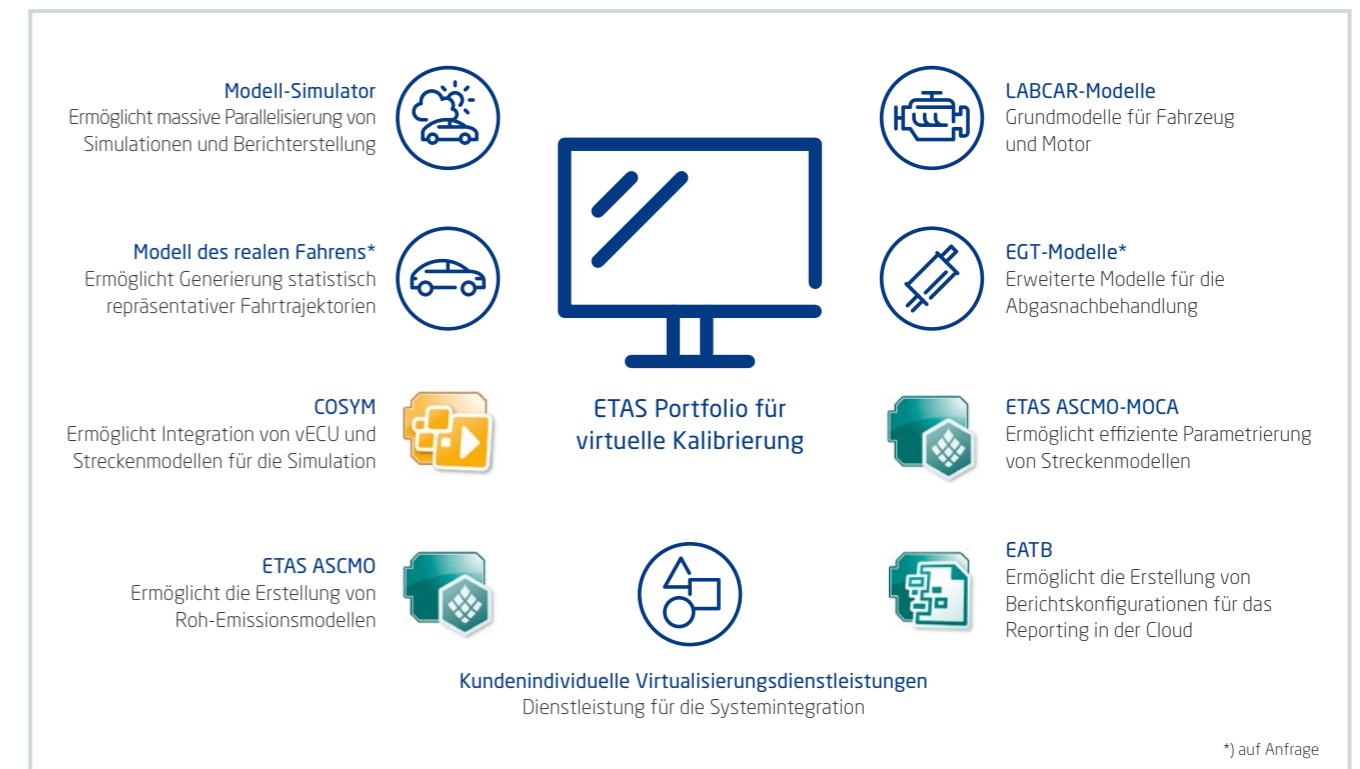 Modell-Simulator
Ermöglicht massive Parallelisierung von
Simulationen und Berichterstellung
Modell des realen Fahrens*
Ermöglicht Generierung statistisch
repräsentativer Fahrtrajektorien
COSYM
Ermöglicht Integration von vECU und
Streckenmodellen für die Simulation
ETAS ASCMO
Ermöglicht die Erstellung von
Roh-Emissionsmodellen
ETAS Portfolio für
virtuelle Kalibrierung
LABCAR-Modelle
Grundmodelle für Fahrzeug
und Motor
EGT-Modelle*
Erweiterte Modelle für die
Abgasnachbehandlung
ETAS ASCMO-MOCA
Ermöglicht effiziente Parametrierung
von Streckenmodellen
EATB
Ermöglicht die Erstellung von
Berichtskonfigurationen für das
Reporting in der Cloud
Kundenindividuelle Virtualisierungsdienstleistungen
Dienstleistung für die Systemintegration
*) auf Anfrage